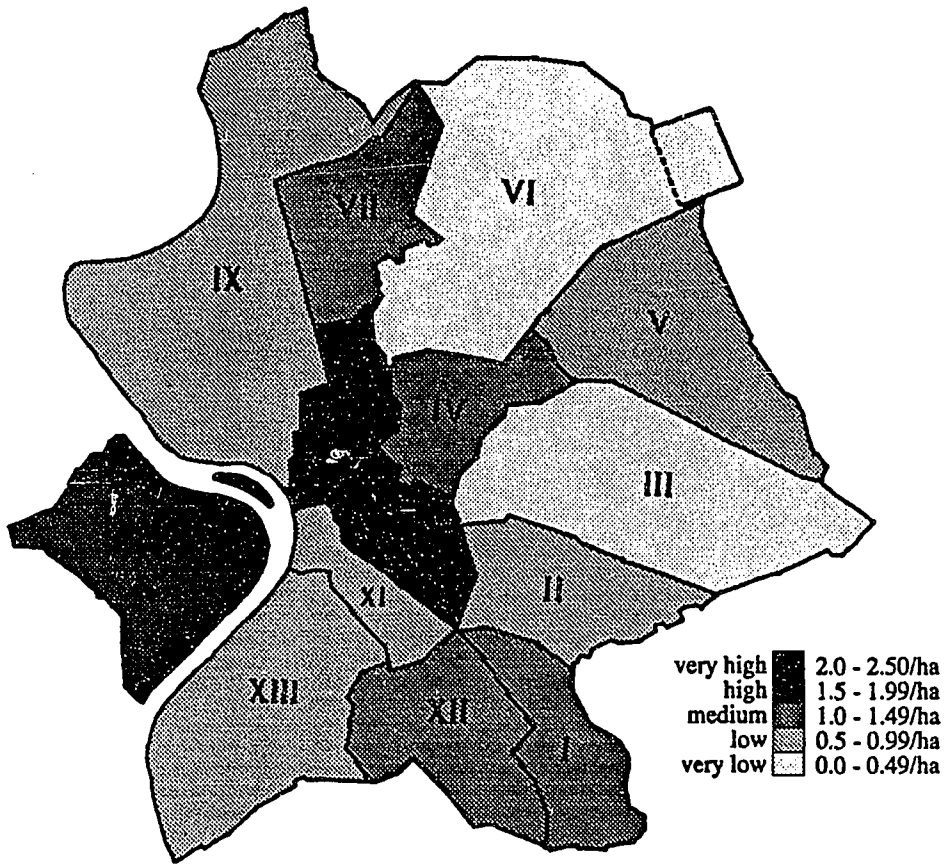 VI
VII
IX
V
IV
III
XI
II
XIII
XII
I
very high 2.0 - 2.50/ha
high 1.5 - 1.99/ha
medium 1.0 - 1.49/ha
low 0.5 - 0.99/ha
very low 0.0 - 0.49/ha